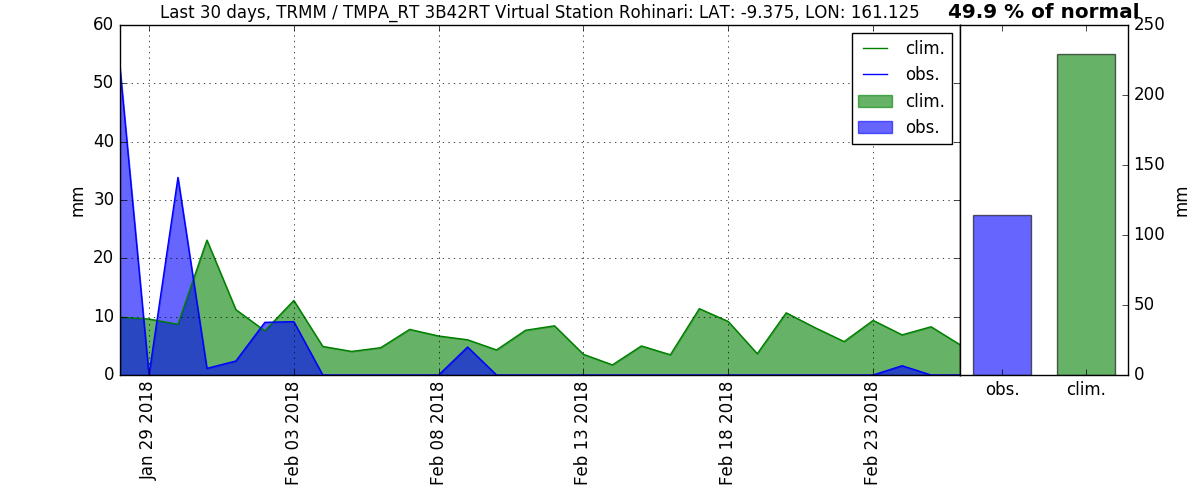 Last 30 days, TRMM / TMPA_RT 3B42RT Virtual Station Rohinari: LAT: -9.375, LON: 161.125
49.9 % of normal
60
50
40
30
20
10
0
mm
clim.
obs.
clim.
obs.
Jan 29 2018
Feb 03 2018
Feb 08 2018
Feb 13 2018
Feb 18 2018
Feb 23 2018
250
200
150
100
50
0
mm
obs.
clim.